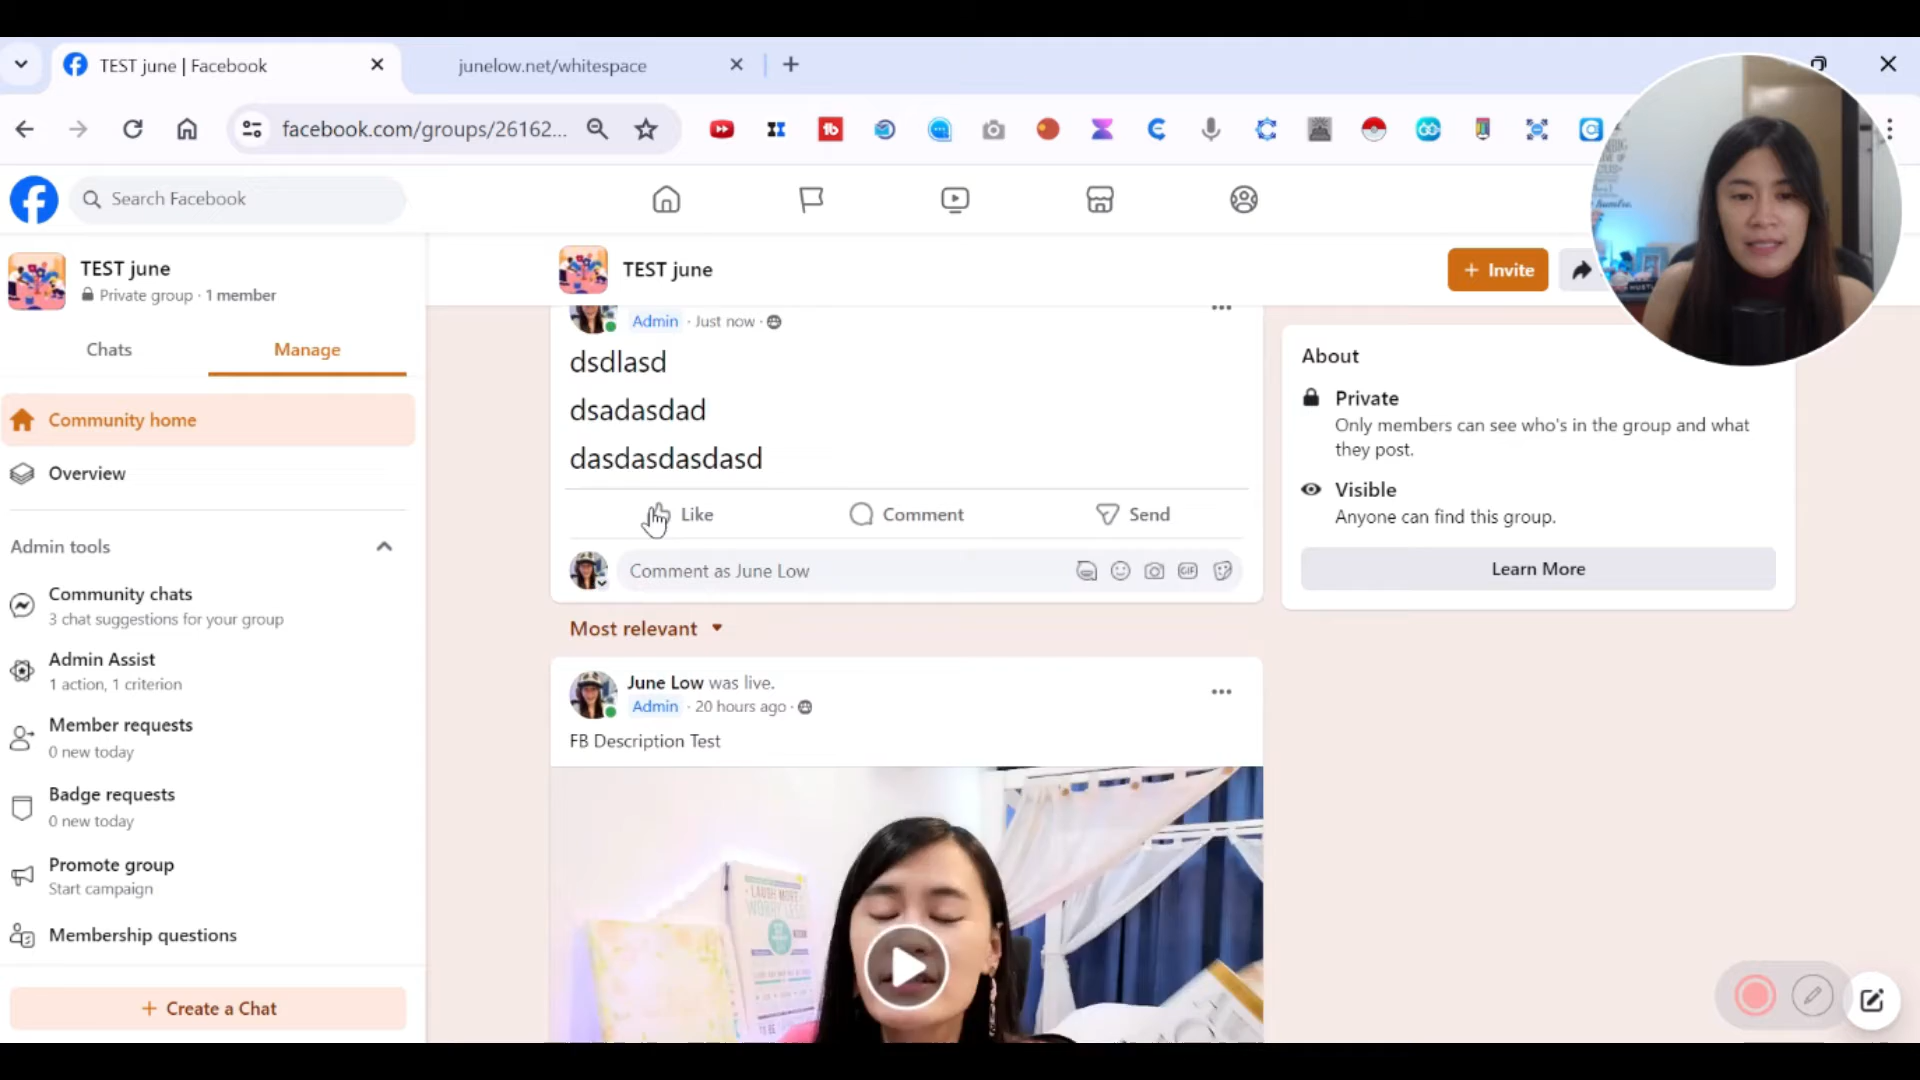 TEST june | Facebook
junelow.net/whitespace
facebook.com/groups/26162...
Search Facebook
TEST june
Private group · 1 member
Chats
Manage
Community home
Overview
Admin tools
Community chats
3 chat suggestions for your group
Admin Assist
1 action, 1 criterion
Member requests
0 new today
Badge requests
0 new today
Promote group
Start campaign
Membership questions
+ Create a Chat
TEST june
+ Invite
Admin · Just now ·
dsdlasd
dsadasdad
dasdasdasdasd
Like
Comment
Send
Comment as June Low
GIF
Most relevant
June Low was live.
Admin · 20 hours ago ·
FB Description Test
LAUGH MORE
WORRY LESS
About
Private
Only members can see who's in the group and what
they post.
Visible
Anyone can find this group.
Learn More